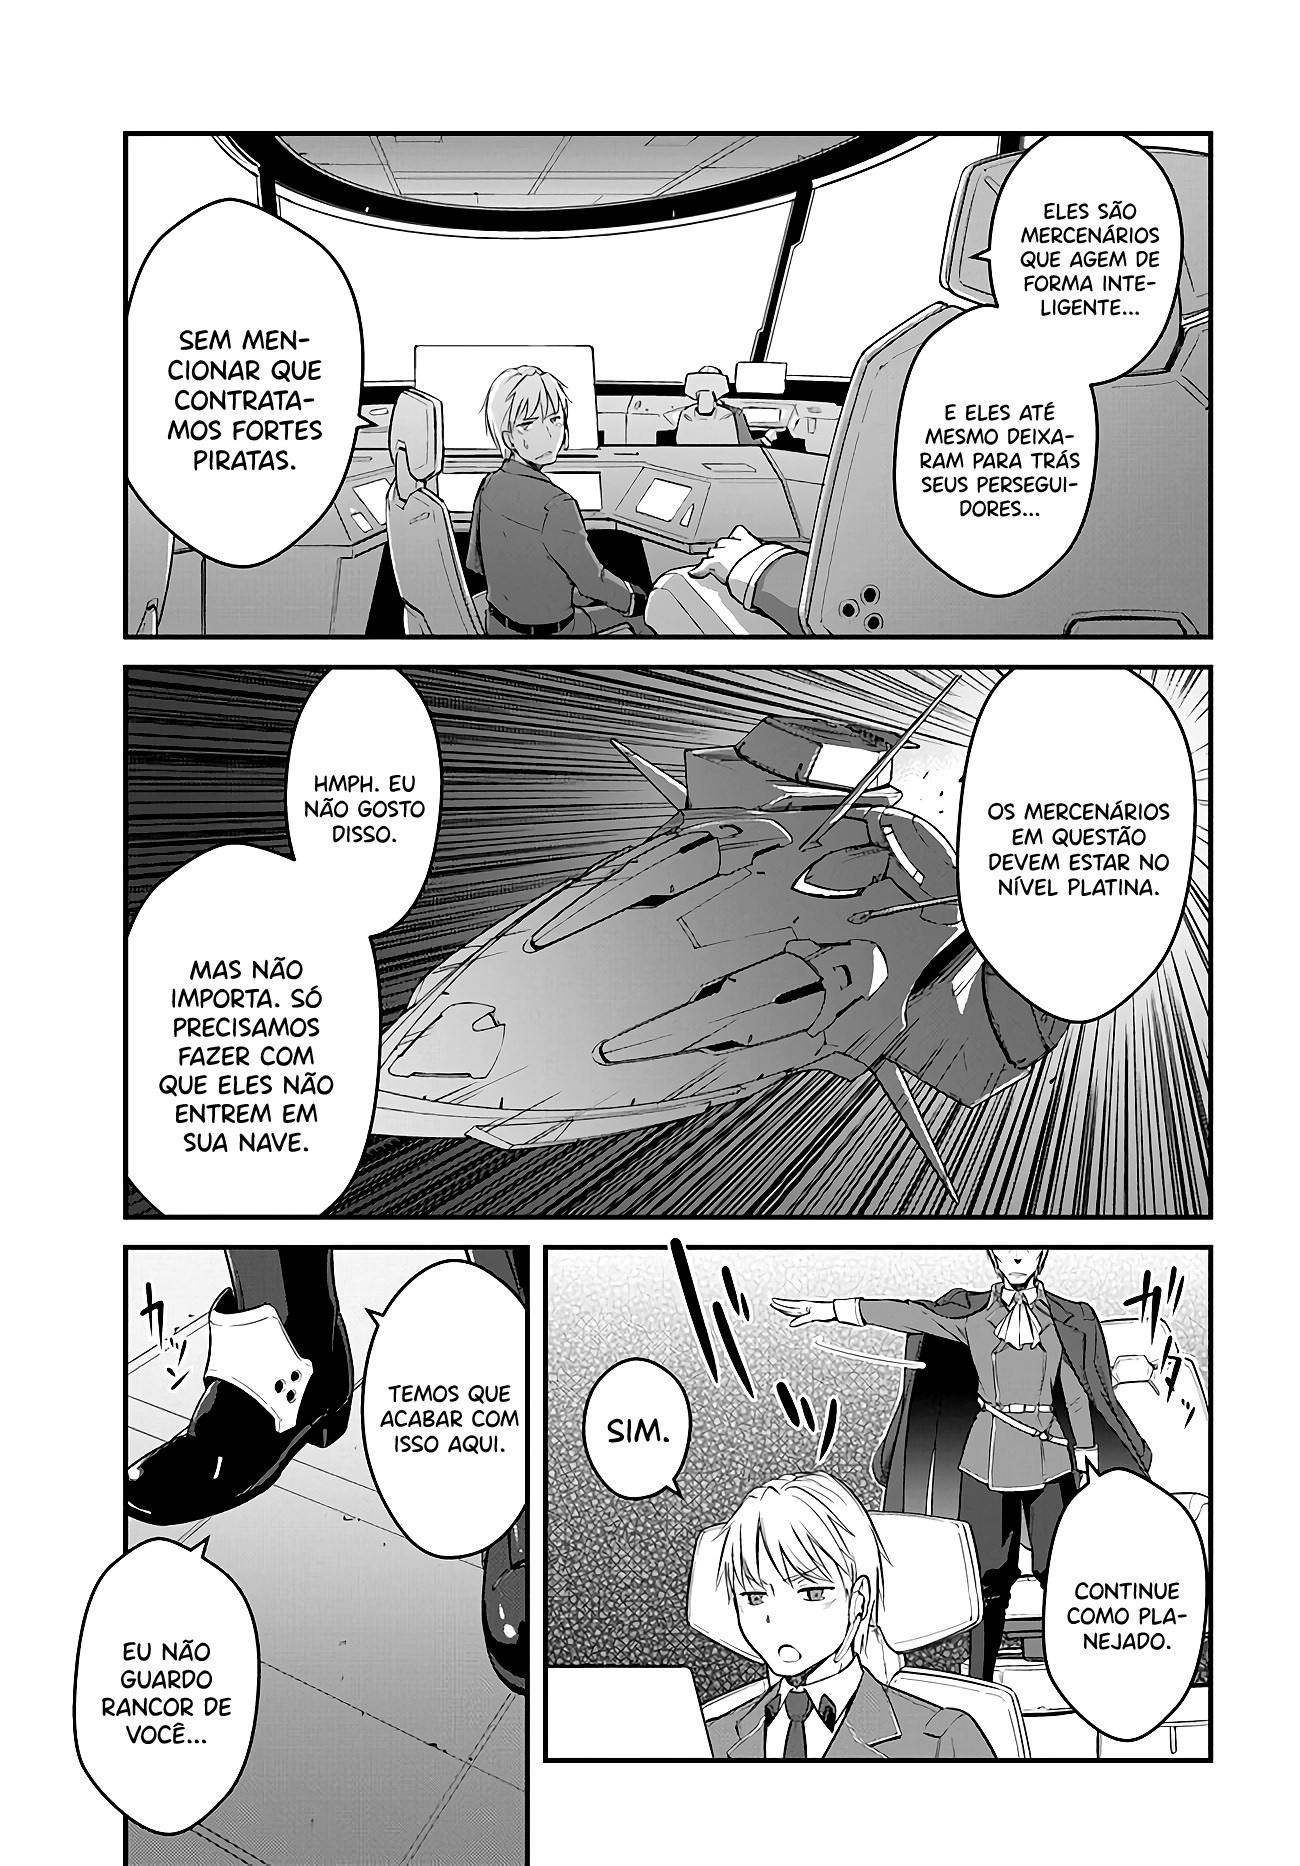 ELES SÃO
MERCENÁRIOS
QUE AGEM DE
FORMA INTE-
LIGENTE...
E ELES ATÉ
MESMO DEIXA-
RAM PARA TRÁS
SEUS PERSEGUI-
DORES...
SEM MEN-
CIONAR QUE
CONTRATA-
MOS FORTES
PIRATAS.
OS MERCENÁRIOS
EM QUESTÃO
DEVEM ESTAR NO
NÍVEL PLATINA.
HMPH. EU
NÃO GOSTO
DISSO.
MAS NÃO
IMPORTA. SÓ
PRECISAMOS
FAZER COM
QUE ELES NÃO
ENTREM EM
SUA NAVE.
CONTINUE
COMO PLA-
NEJADO.
SIM.
TEMOS QUE
ACABAR COM
ISSO AQUI.
EU NÃO
GUARDO
RANCOR DE
VOCÊ...